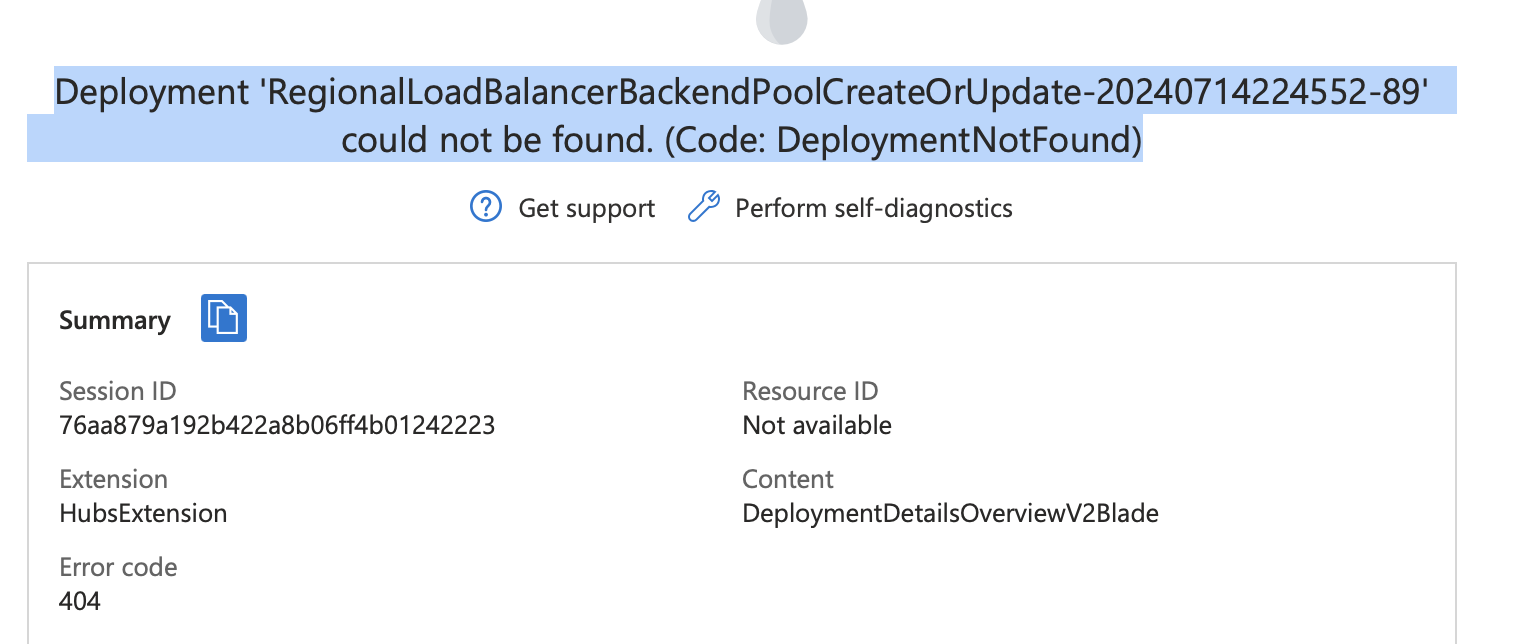 Deployment 'RegionalLoadBalancerBackendPoolCreateOrUpdate-20240714224552-89'
could not be found. (Code: DeploymentNotFound)
Get support Perform self-diagnostics
Summary
Session ID Resource ID
76aa879a192b422a8b06ff4b01242223 Not available
Extension Content
HubsExtension DeploymentDetailsOverviewV2Blade
Error code
404